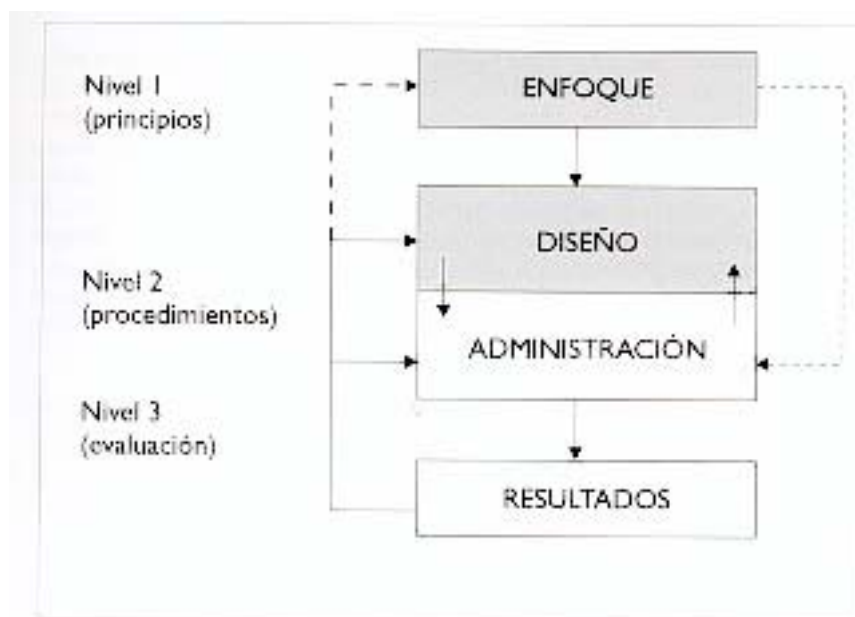 Nivel 1
(principios)
ENFOQUE
DISEÑO
Nivel 2
(procedimientos)
ADMINISTRACIÓN
Nivel 3
(evaluación)
RESULTADOS